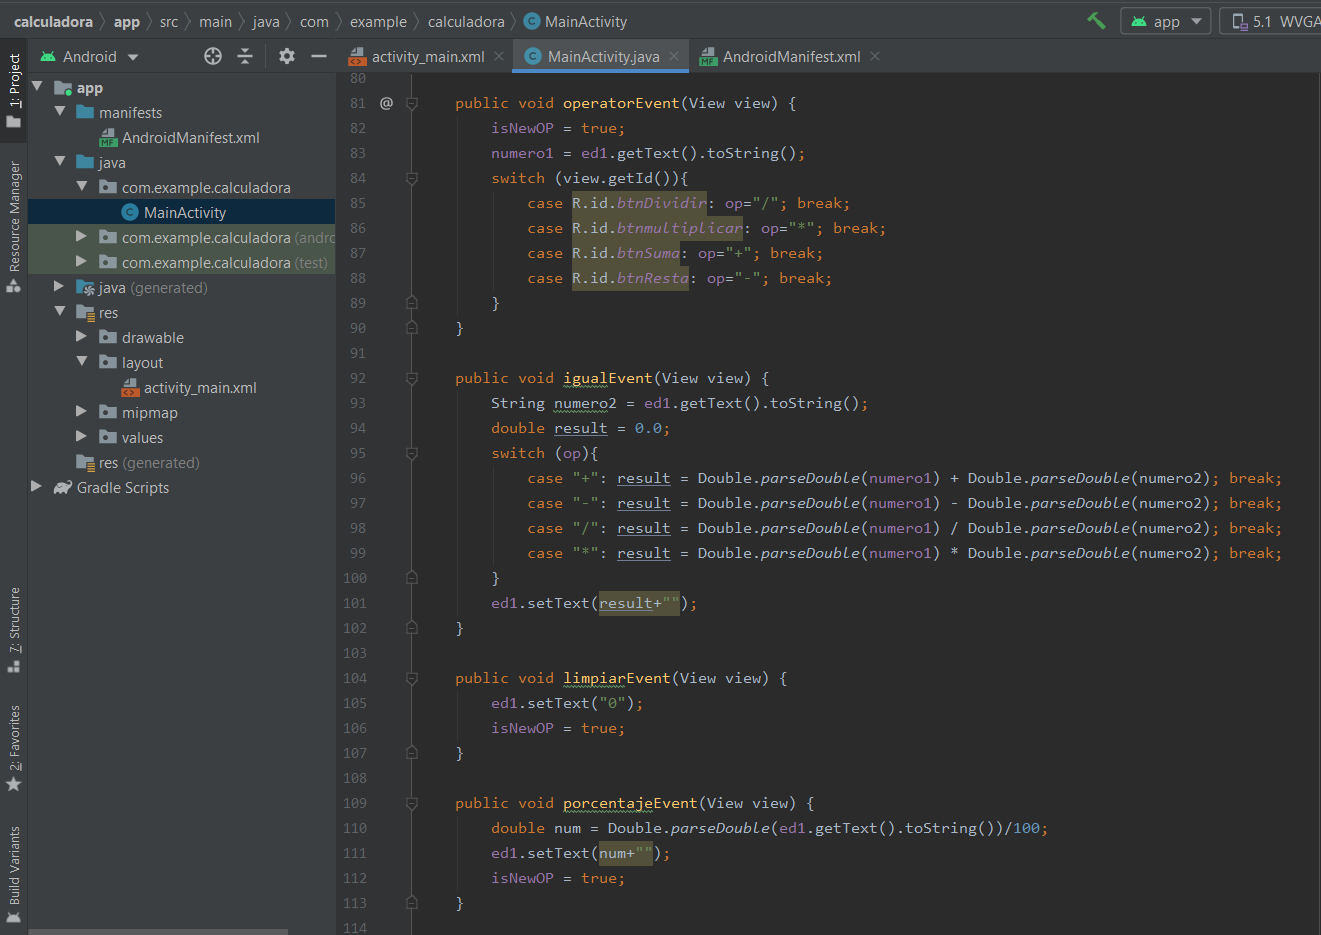 calculadora app src main java com example calculadora MainActivity app 5.1 WVGA
1: Project
Resource Manager
7: Structure
2: Favorites
Build Variants
Android
app
manifests
AndroidManifest.xml
java
com.example.calculadora
MainActivity
com.example.calculadora (andro
com.example.calculadora (test)
java (generated)
res
drawable
layout
activity_main.xml
mipmap
values
res (generated)
Gradle Scripts
activity_main.xml MainActivity.java AndroidManifest.xml
80
81 @ public void operatorEvent(View view) {
82 isNewOP = true;
83 numero1 = ed1.getText().toString();
84 switch (view.getId()){
85 case R.id.btnDividir: op="/"; break;
86 case R.id.btnmultiplicar: op="*"; break;
87 case R.id.btnSuma: op="+"; break;
88 case R.id.btnResta: op="-"; break;
89 }
90 }
91
92 public void igualEvent(View view) {
93 String numero2 = ed1.getText().toString();
94 double result = 0.0;
95 switch (op){
96 case "+": result = Double.parseDouble(numero1) + Double.parseDouble(numero2); break;
97 case "-": result = Double.parseDouble(numero1) - Double.parseDouble(numero2); break;
98 case "/": result = Double.parseDouble(numero1) / Double.parseDouble(numero2); break;
99 case "*": result = Double.parseDouble(numero1) * Double.parseDouble(numero2); break;
100 }
101 ed1.setText(result+"");
102 }
103
104 public void limpiarEvent(View view) {
105 ed1.setText("0");
106 isNewOP = true;
107 }
108
109 public void porcentajeEvent(View view) {
110 double num = Double.parseDouble(ed1.getText().toString())/100;
111 ed1.setText(num+"");
112 isNewOP = true;
113 }
114